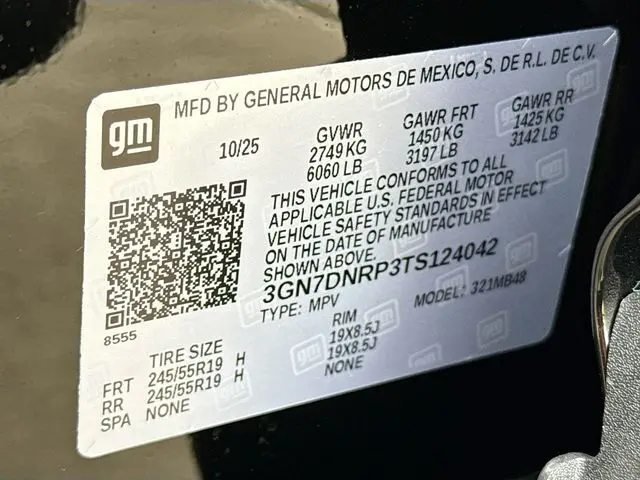 MFD BY GENERAL MOTORS DE MEXICO, S. DE R.L. DE C.V.
gm
10/25
GVWR
2749 KG
6060 LB
GAWR FRT
1450 KG
3197 LB
GAWR RR
1425 KG
3142 LB
THIS VEHICLE CONFORMS TO ALL
APPLICABLE U.S. FEDERAL MOTOR
VEHICLE SAFETY STANDARDS IN EFFECT
ON THE DATE OF MANUFACTURE
SHOWN ABOVE.
3GN7DNRP3TS124042
TYPE: MPV
MODEL: 321MB48
8555
TIRE SIZE
RIM
FRT 245/55R19 H 19X8.5J
RR 245/55R19 H 19X8.5J
SPA NONE NONE